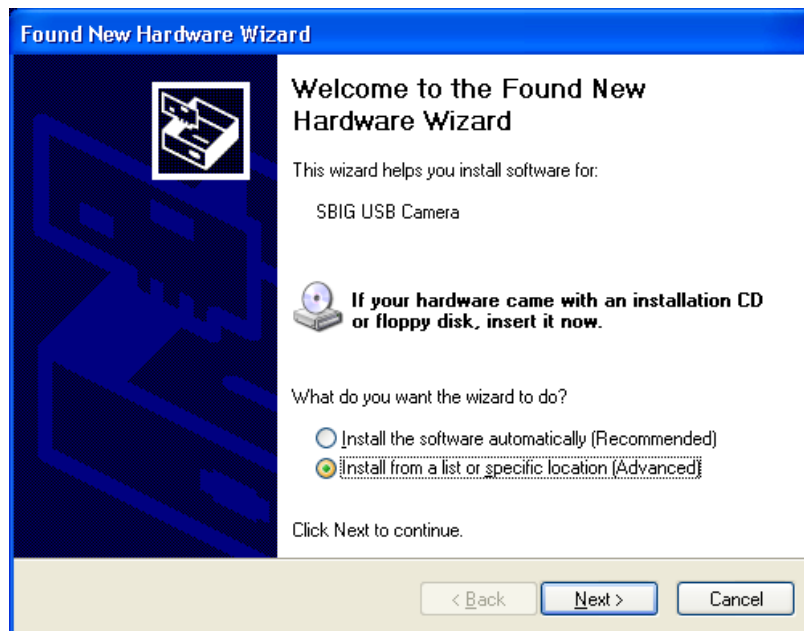 Found New Hardware Wizard
Welcome to the Found New
Hardware Wizard
This wizard helps you install software for:
SBIG USB Camera
If your hardware came with an installation CD
or floppy disk, insert it now.
What do you want the wizard to do?
Install the software automatically (Recommended)
Install from a list or specific location (Advanced)
Click Next to continue.
< Back Next > Cancel